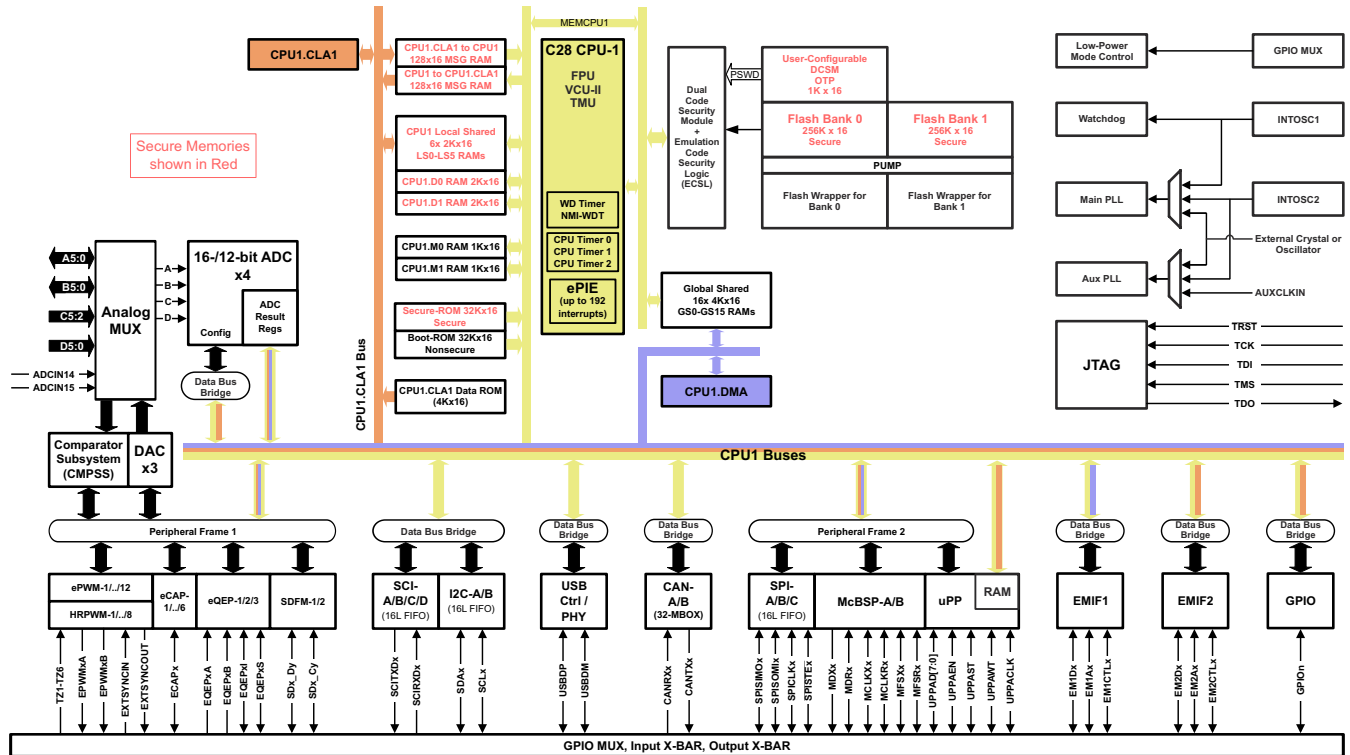 MEMCPU1
CPU1.CLA1
CPU1.CLA1 to CPU1
128x16 MSG RAM
CPU1 to CPU1.CLA1
128x16 MSG RAM
C28 CPU-1
FPU
VCU-II
TMU
Dual
Code
Security
Module
+
Emulation
Code
Security
Logic
(ECSL)
PSWD
User-Configurable
DCSM
OTP
1K x 16
Flash Bank 0
256K x 16
Secure
Flash Bank 1
256K x 16
Secure
PUMP
Flash Wrapper for
Bank 0
Flash Wrapper for
Bank 1
Low-Power
Mode Control
GPIO MUX
Watchdog
INTOSC1
Main PLL
INTOSC2
External Crystal or
Oscillator
Aux PLL
AUXCLKIN
JTAG
TRST
TCK
TDI
TMS
TDO
Secure Memories
shown in Red
CPU1 Local Shared
6x 2Kx16
LS0-LS5 RAMs
CPU1.D0 RAM 2Kx16
CPU1.D1 RAM 2Kx16
CPU1.M0 RAM 1Kx16
CPU1.M1 RAM 1Kx16
Secure-ROM 32Kx16
Secure
Boot-ROM 32Kx16
Nonsecure
CPU1.CLA1 Data ROM
(4Kx16)
CPU1.CLA1 Bus
WD Timer
NMI-WDT
CPU Timer 0
CPU Timer 1
CPU Timer 2
ePIE
(up to 192
interrupts)
Global Shared
16x 4Kx16
GS0-GS15 RAMs
CPU1.DMA
A5:0
B5:0
C5:2
D5:0
ADCIN14
ADCIN15
Analog
MUX
A
B
C
D
16-/12-bit ADC
x4
Config
ADC
Result
Regs
Data Bus
Bridge
Comparator
Subsystem
(CMPSS)
DAC
x3
CPU1 Buses
Peripheral Frame 1
Data Bus Bridge
Data Bus
Bridge
Data Bus
Bridge
Peripheral Frame 2
Data Bus
Bridge
Data Bus
Bridge
Data Bus
Bridge
ePWM-1/../12
HRPWM-1/../8
eCAP-
1/../6
eQEP-1/2/3
SDFM-1/2
SCI-
A/B/C/D
(16L FIFO)
I2C-A/B
(16L FIFO)
USB
Ctrl /
PHY
CAN-
A/B
(32-MBOX)
SPI-
A/B/C
(16L FIFO)
McBSP-A/B
uPP
RAM
EMIF1
EMIF2
GPIO
TZ1-TZ6
EPWMxA
EPWMxB
EXTSYNCIN
EXTSYNCOUT
ECAPx
EQEPxA
EQEPxB
EQEPxI
EQEPxS
SDx_Dy
SDx_Cy
SCITXDx
SCIRXDx
SDAx
SCLx
USBDP
USBDM
CANRXx
CANTXx
SPISIMOx
SPISOMIx
SPICLKx
SPISTEx
MDXx
MDRx
MCLKXx
MCLKRx
MFSXx
MFSRx
UPPAD[7:0]
UPPAEN
UPPAST
UPPAWT
UPPACLK
EM1Dx
EM1Ax
EM1CTLx
EM2Dx
EM2Ax
EM2CTLx
GPIOn
GPIO MUX, Input X-BAR, Output X-BAR